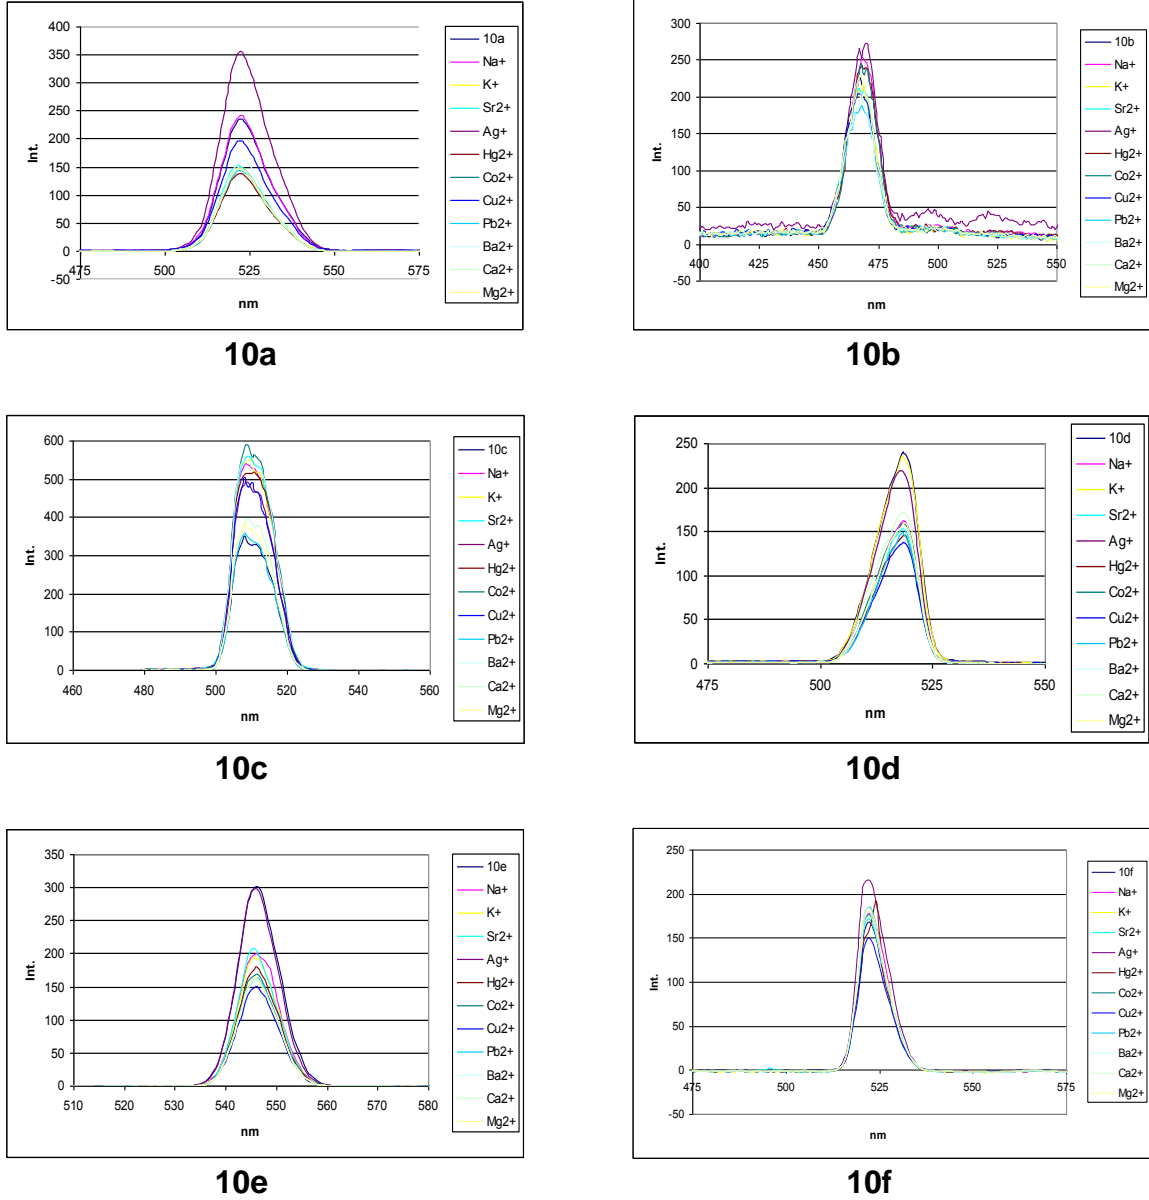 400
350
300
250
200
150
100
50
0
-50
475
500
525
550
575
Int.
nm
10a
Na+
K+
Sr2+
Ag+
Hg2+
Co2+
Cu2+
Pb2+
Ba2+
Ca2+
Mg2+
10a
300
250
200
150
100
50
0
-50
400
425
450
475
500
525
550
Int.
nm
10b
Na+
K+
Sr2+
Ag+
Hg2+
Co2+
Cu2+
Pb2+
Ba2+
Ca2+
Mg2+
10b
600
500
400
300
200
100
0
460
480
500
520
540
560
Int.
nm
10c
Na+
K+
Sr2+
Ag+
Hg2+
Co2+
Cu2+
Pb2+
Ba2+
Ca2+
Mg2+
10c
250
200
150
100
50
0
475
500
525
550
Int.
nm
10d
Na+
K+
Sr2+
Ag+
Hg2+
Co2+
Cu2+
Pb2+
Ba2+
Ca2+
Mg2+
10d
350
300
250
200
150
100
50
0
510
520
530
540
550
560
570
580
Int.
nm
10e
Na+
K+
Sr2+
Ag+
Hg2+
Co2+
Cu2+
Pb2+
Ba2+
Ca2+
Mg2+
10e
250
200
150
100
50
0
-50
475
500
525
550
575
Int.
nm
10f
Na+
K+
Sr2+
Ag+
Hg2+
Co2+
Cu2+
Pb2+
Ba2+
Ca2+
Mg2+
10f